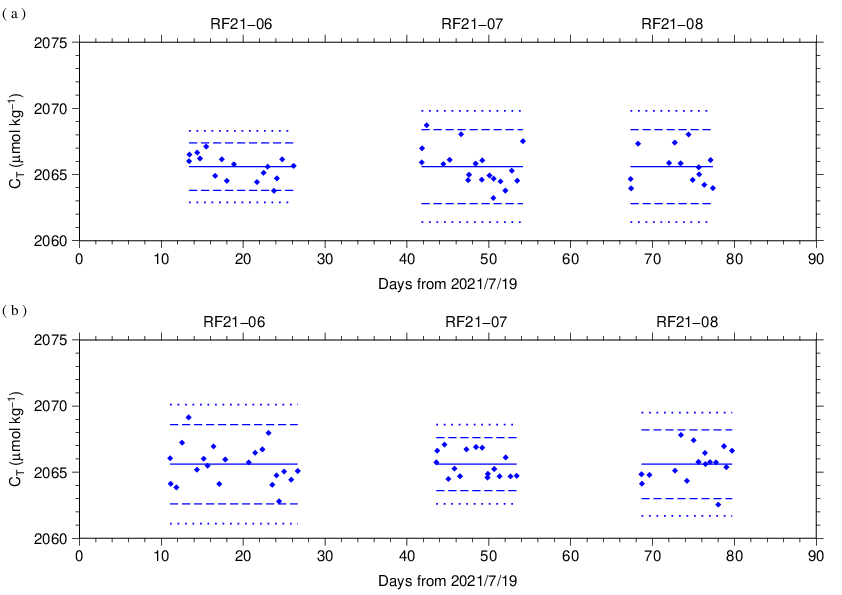 ( a )
RF21−06 RF21−07 RF21−08
2075
2070
2065
2060
C_T (μmol kg⁻¹)
0 10 20 30 40 50 60 70 80 90
Days from 2021/7/19
( b )
RF21−06 RF21−07 RF21−08
2075
2070
2065
2060
C_T (μmol kg⁻¹)
0 10 20 30 40 50 60 70 80 90
Days from 2021/7/19